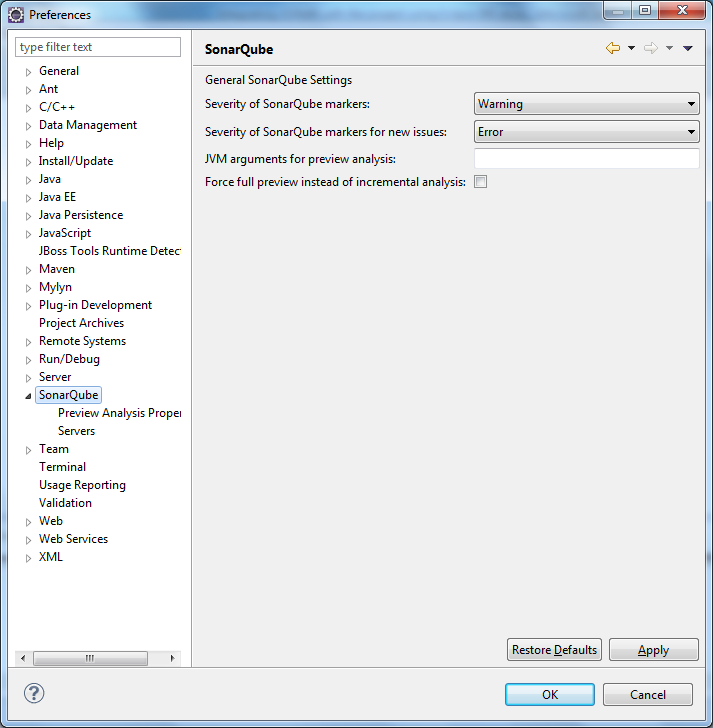 Preferences
type filter text
General
Ant
C/C++
Data Management
Help
Install/Update
Java
Java EE
Java Persistence
JavaScript
JBoss Tools Runtime Detec
Maven
Mylyn
Plug-in Development
Project Archives
Remote Systems
Run/Debug
Server
SonarQube
Preview Analysis Proper
Servers
Team
Terminal
Usage Reporting
Validation
Web
Web Services
XML
SonarQube
General SonarQube Settings
Severity of SonarQube markers: Warning
Severity of SonarQube markers for new issues: Error
JVM arguments for preview analysis:
Force full preview instead of incremental analysis:
Restore Defaults Apply
? OK Cancel